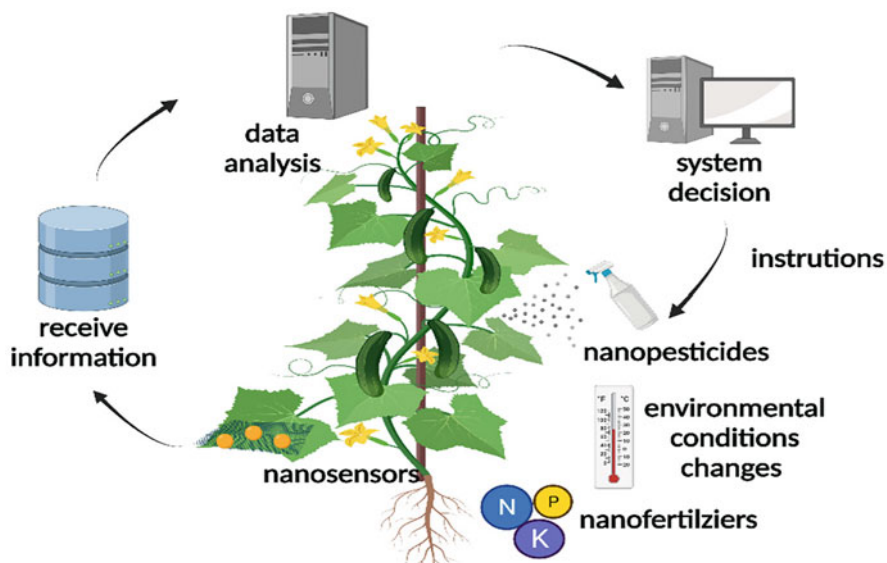 data
analysis
system
decision
instrutions
receive
information
nanopesticides
°F
°C
environmental
conditions
changes
nanosensors
N
P
K
nanofertilziers